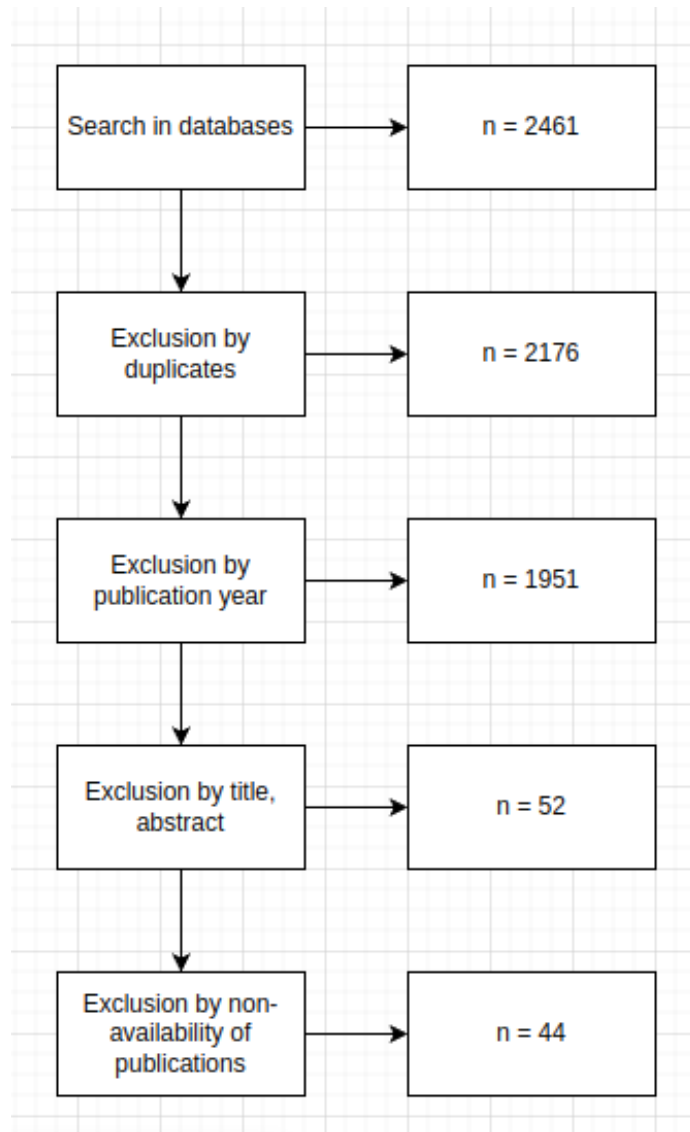 Search in databases
n = 2461
Exclusion by
duplicates
n = 2176
Exclusion by
publication year
n = 1951
Exclusion by title,
abstract
n = 52
Exclusion by non-
availability of
publications
n = 44